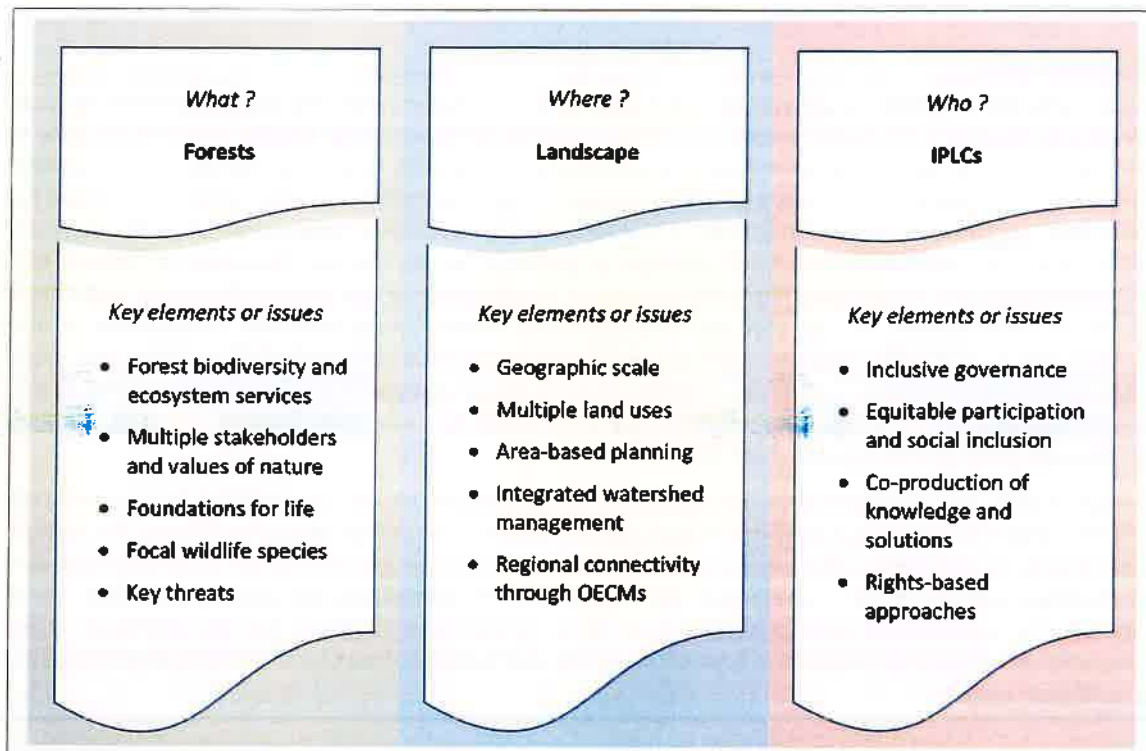 What ?
Forests
Key elements or issues
• Forest biodiversity and
ecosystem services
• Multiple stakeholders
and values of nature
• Foundations for life
• Focal wildlife species
• Key threats
Where ?
Landscape
Key elements or issues
• Geographic scale
• Multiple land uses
• Area-based planning
• Integrated watershed
management
• Regional connectivity
through OECMs
Who ?
IPLCs
Key elements or issues
• Inclusive governance
• Equitable participation
and social inclusion
• Co-production of
knowledge and
solutions
• Rights-based
approaches